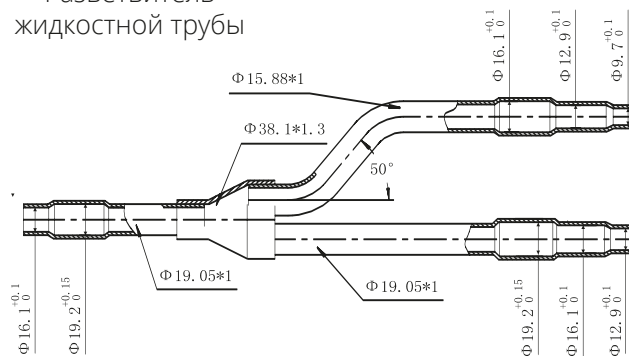 Разветвитель
жидкостной трубы
Φ16.1 +0.1 0
Φ12.9 +0.1 0
Φ9.7 +0.1 0
Φ15.88*1
Φ38.1*1.3
50°
Φ19.05*1
Φ19.05*1
Φ16.1 +0.1 0
Φ19.2 +0.15 0
Φ19.2 +0.15 0
Φ16.1 +0.1 0
Φ12.9 +0.1 0